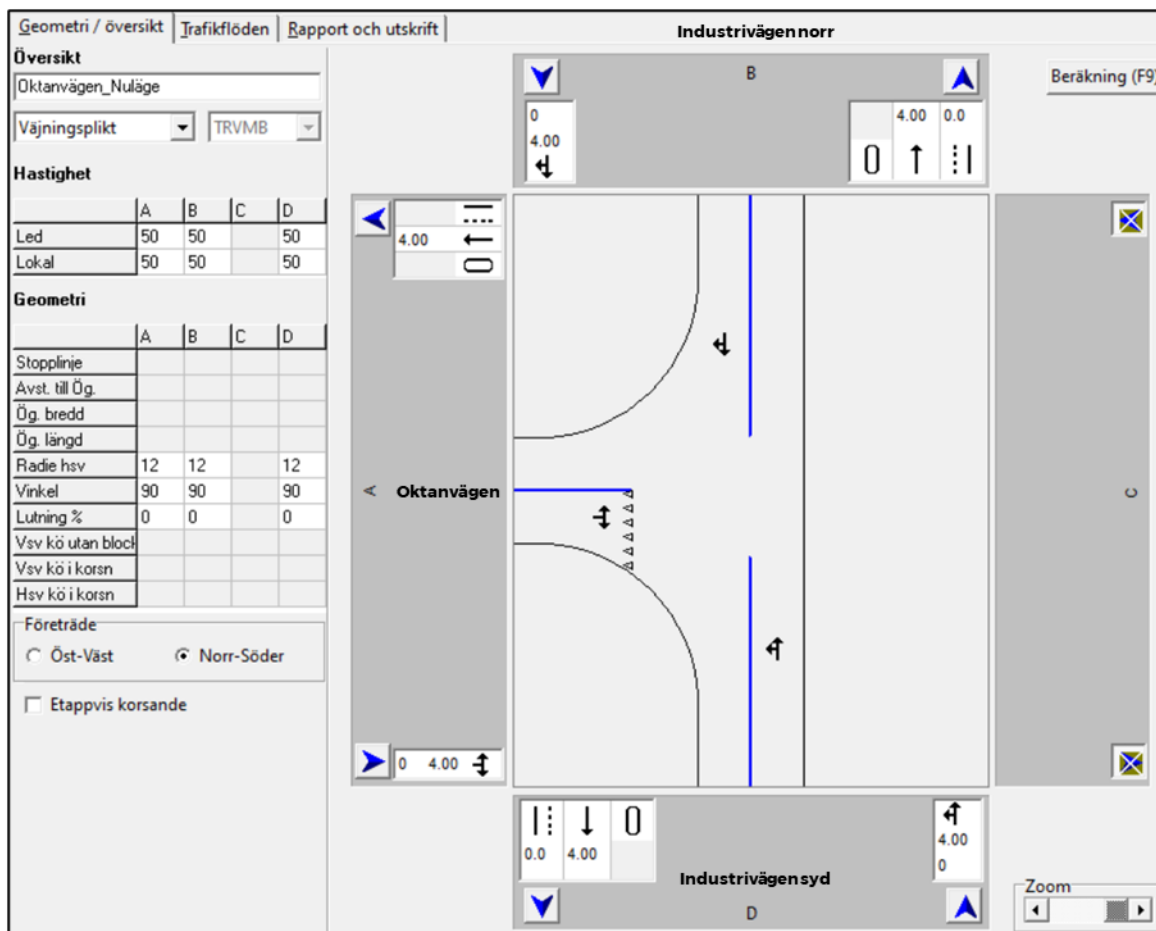 Geometri / översikt Trafikflöden Rapport och utskrift
Industrivägen norr
Översikt
Oktanvägen_Nuläge
Väjningsplikt TRVMB
Hastighet
A B C D
Led 50 50 50
Lokal 50 50 50
Geometri
A B C D
Stopplinje
Avst. till Ög.
Ög. bredd
Ög. längd
Radie hsv 12 12 12
Vinkel 90 90 90
Lutning % 0 0 0
Vsv kö utan block
Vsv kö i korsn
Hsv kö i korsn
Företräde
Öst-Väst Norr-Söder
Etappvis korsande
B
Beräkning (F9)
0
4.00
4.00 0.0
4.00
A
Oktanvägen
C
0 4.00
0.0 4.00
4.00
0
Industrivägen syd
D
Zoom